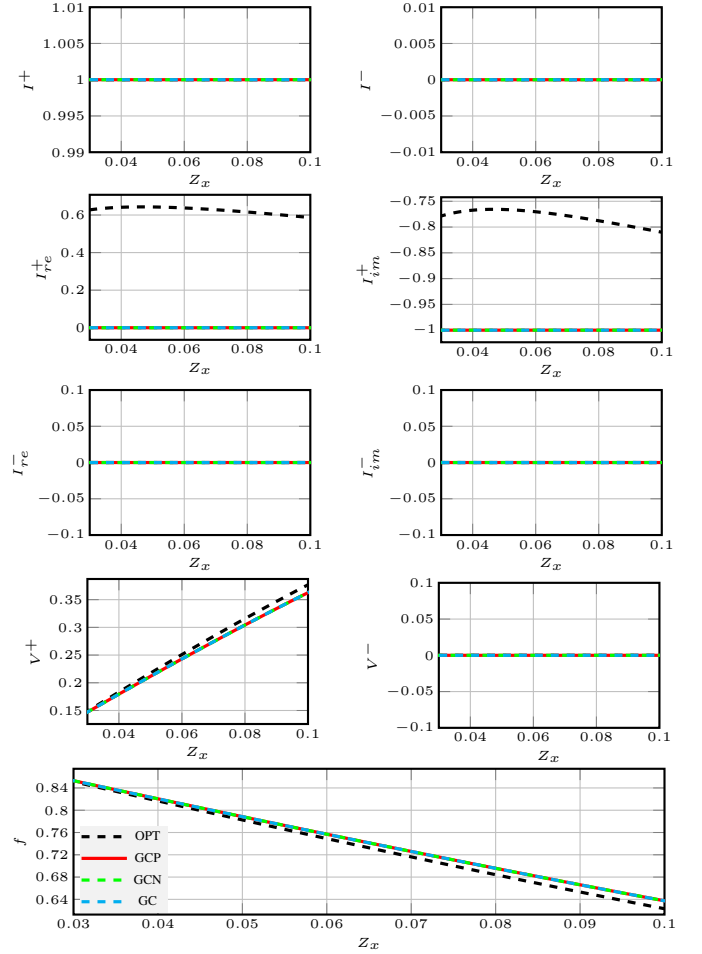 1.01
1.005
1
0.995
0.99
0.04 0.06 0.08 0.1
I+
Zx
0.01
0.005
0
−0.005
−0.01
0.04 0.06 0.08 0.1
I−
Zx
0.6
0.4
0.2
0
0.04 0.06 0.08 0.1
I+re
Zx
−0.75
−0.8
−0.85
−0.9
−0.95
−1
0.04 0.06 0.08 0.1
I+im
Zx
0.1
0.05
0
−0.05
−0.1
0.04 0.06 0.08 0.1
I−re
Zx
0.1
0.05
0
−0.05
−0.1
0.04 0.06 0.08 0.1
I−im
Zx
0.35
0.3
0.25
0.2
0.15
0.04 0.06 0.08 0.1
V+
Zx
0.1
0.05
0
−0.05
−0.1
0.04 0.06 0.08 0.1
V−
Zx
0.84
0.8
0.76
0.72
0.68
0.64
0.03 0.04 0.05 0.06 0.07 0.08 0.09 0.1
f
Zx
OPT
GCP
GCN
GC